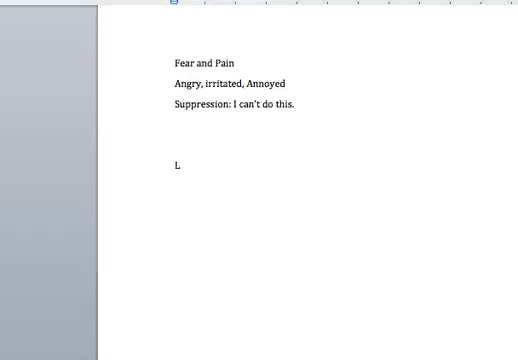 Fear and Pain
Angry, irritated, Annoyed
Suppression: I can't do this.
L